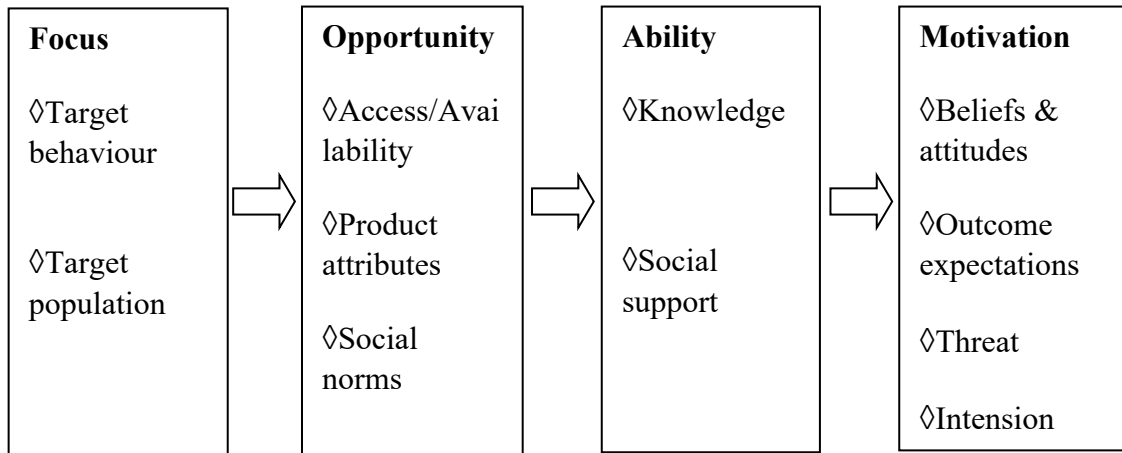 Focus
◊Target
behaviour
◊Target
population
Opportunity
◊Access/Avai
lability
◊Product
attributes
◊Social
norms
Ability
◊Knowledge
◊Social
support
Motivation
◊Beliefs &
attitudes
◊Outcome
expectations
◊Threat
◊Intension